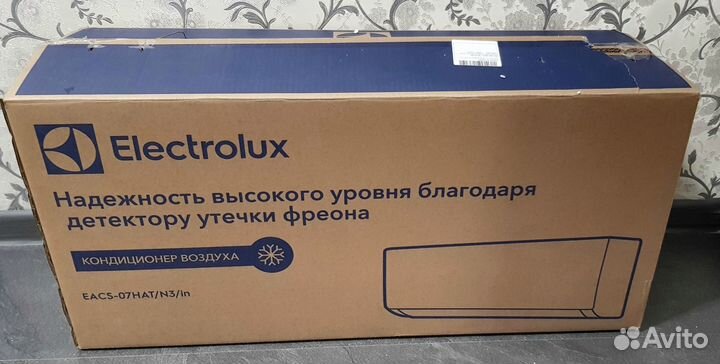 Electrolux
Надежность высокого уровня благодаря
детектору утечки фреона
КОНДИЦИОНЕР ВОЗДУХА
EACS-07HAT/N3/in
Avito